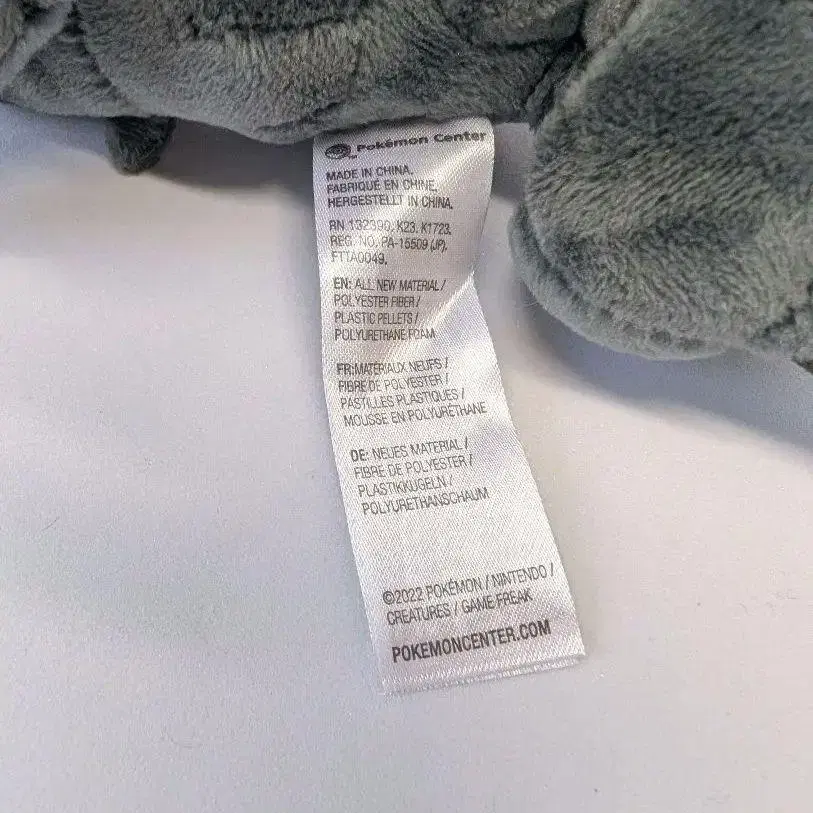 Pokémon Center
MADE IN CHINA.
FABRIQUÉ EN CHINE.
HERGESTELLT IN CHINA.
RN 132390, K23, K1723,
REG. NO. PA-15509 (JP),
FTTA0049,
EN: ALL NEW MATERIAL /
POLYESTER FIBER /
PLASTIC PELLETS /
POLYURETHANE FOAM
FR: MATÉRIAUX NEUFS /
FIBRE DE POLYESTER /
PASTILLES PLASTIQUES /
MOUSSE EN POLYURÉTHANE
DE: NEUES MATERIAL /
FIBRE DE POLYESTER /
PLASTIKKUGELN /
POLYURETHANSCHAUM
©2022 POKÉMON / NINTENDO /
CREATURES / GAME FREAK
POKEMONCENTER.COM